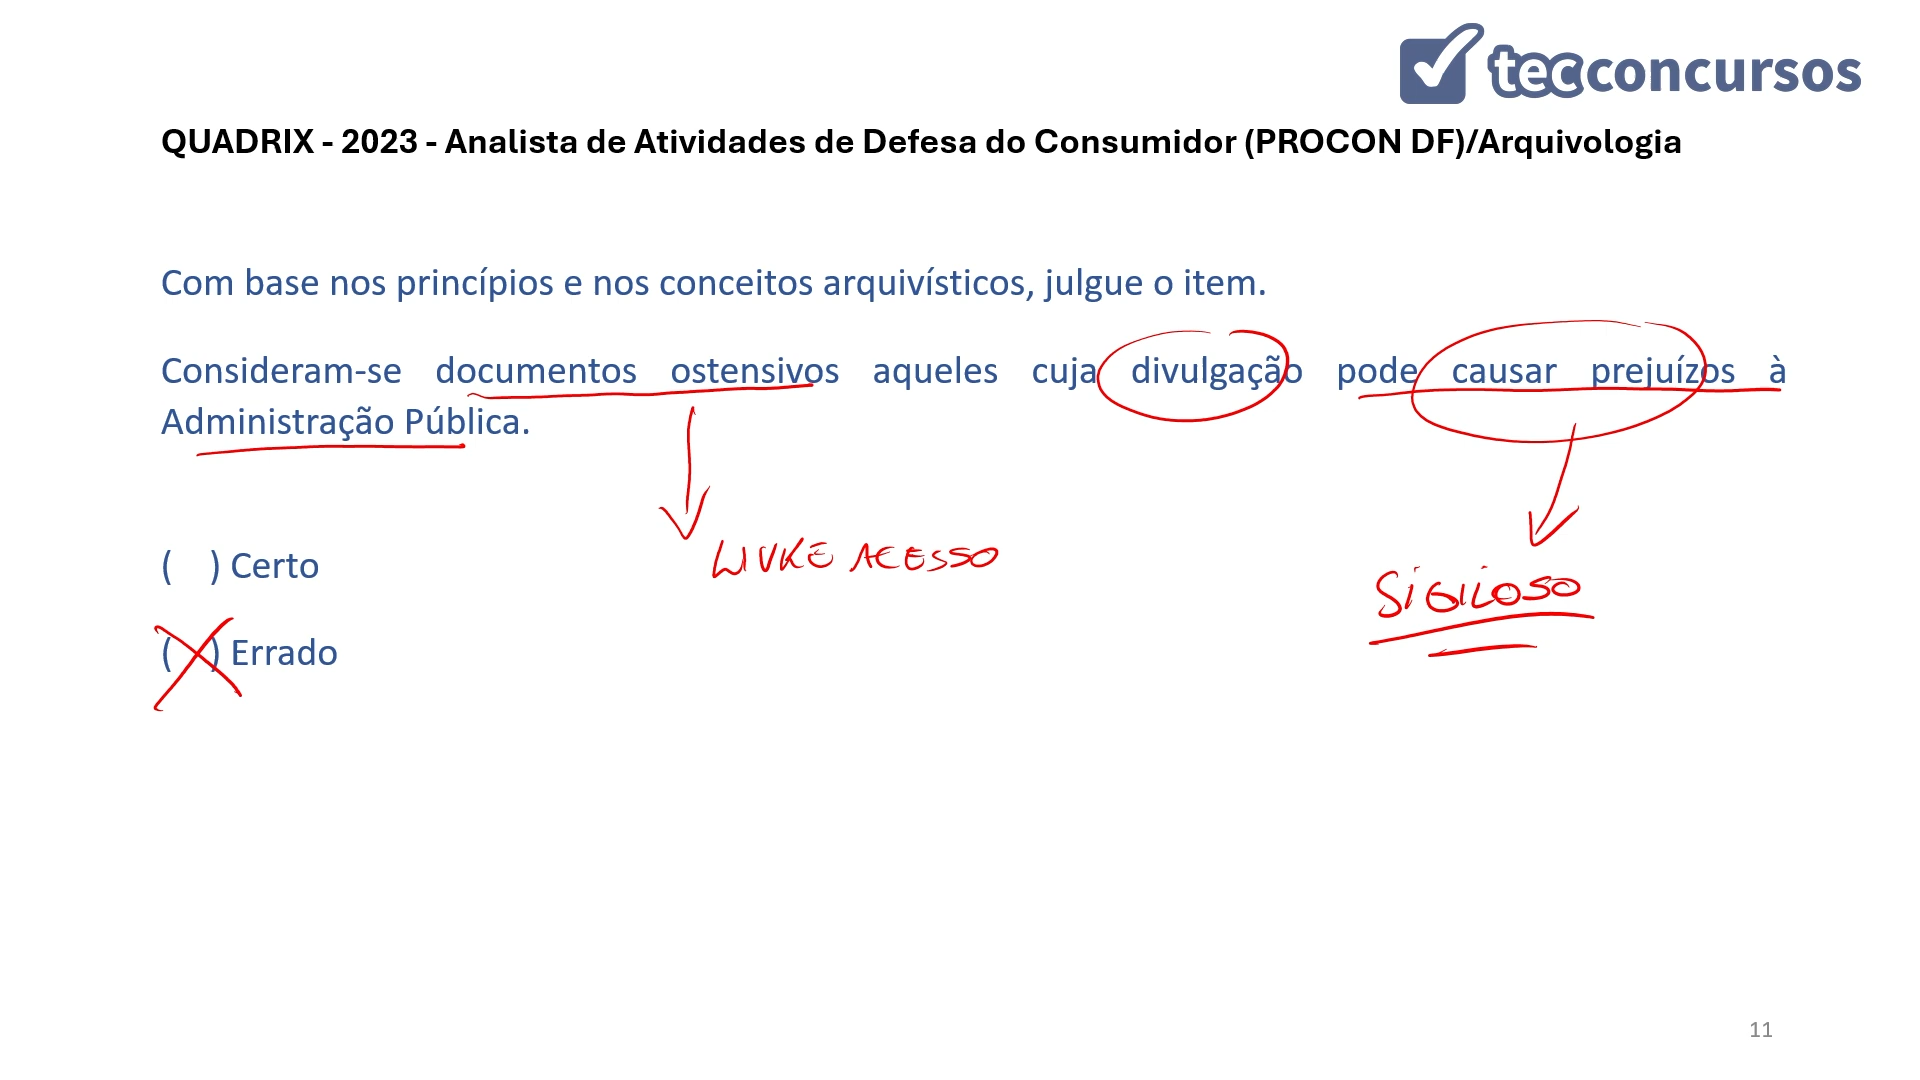 tecconcursos
QUADRIX - 2023 - Analista de Atividades de Defesa do Consumidor (PROCON DF)/Arquivologia
Com base nos princípios e nos conceitos arquivísticos, julgue o item.
Consideram-se documentos ostensivos aqueles cuja divulgação pode causar prejuízos à
Administração Pública.
( ) Certo
LIVRE ACESSO
SIGILOSO
( ) Errado
11